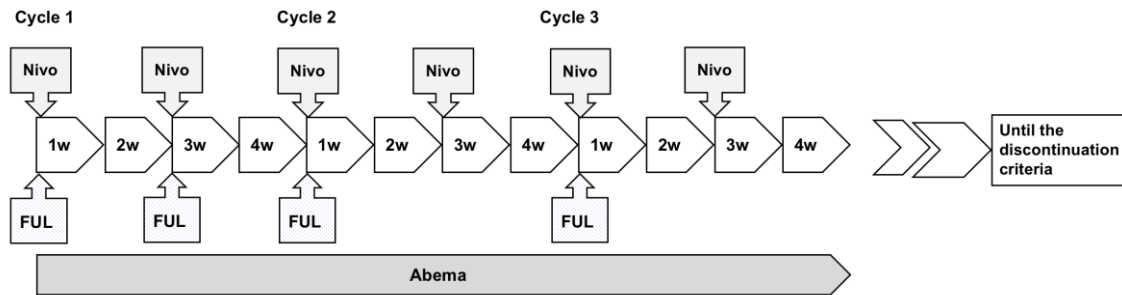 Cycle 1 Cycle 2 Cycle 3
Nivo Nivo Nivo Nivo Nivo Nivo
1w 2w 3w 4w 1w 2w 3w 4w 1w 2w 3w 4w
Until the
discontinuation
criteria
FUL FUL FUL FUL
Abema